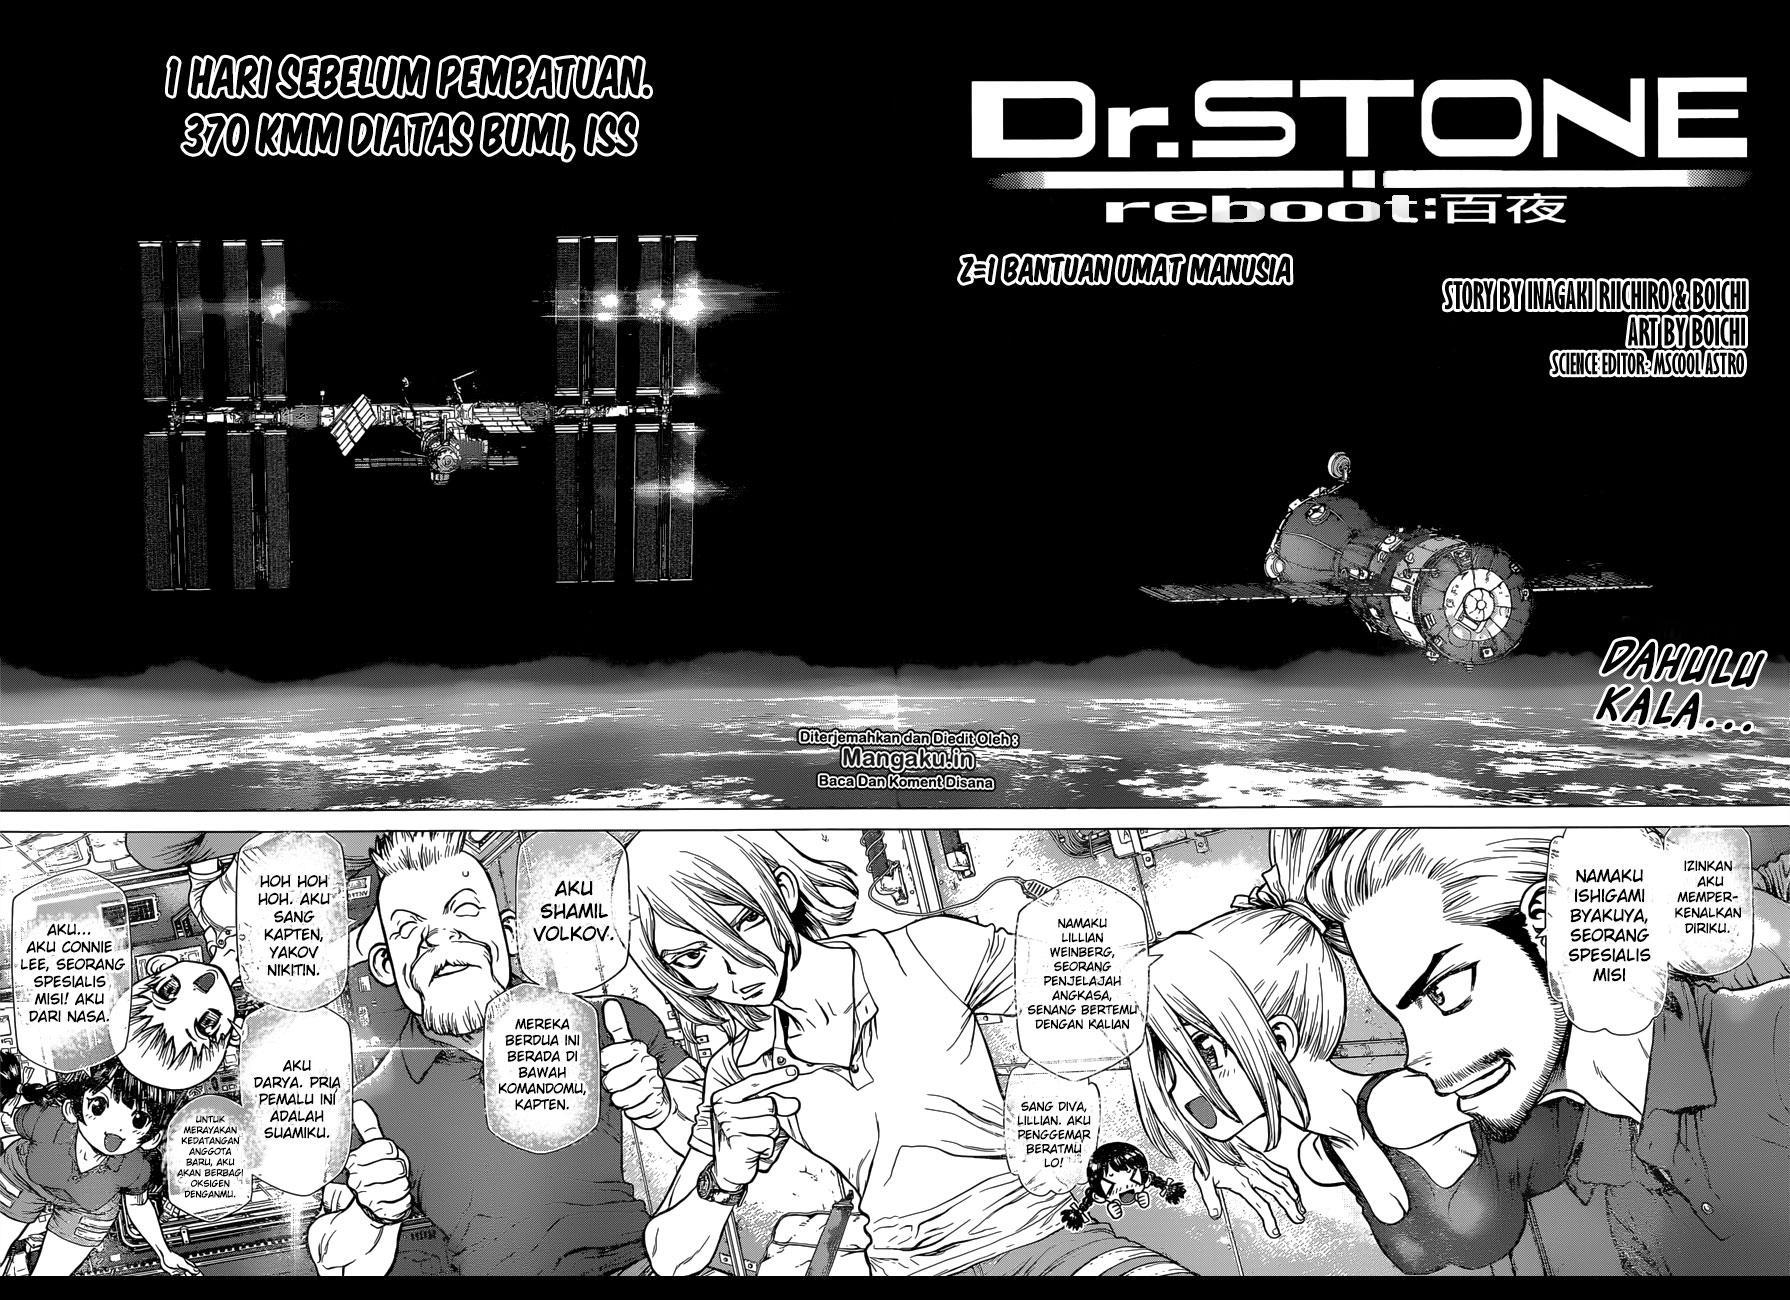 1 HARI SEBELUM PEMBATUAN.
370 KMM DIATAS BUMI, ISS
Dr.STONE
reboot:百夜
Z=1 BANTUAN UMAT MANUSIA
STORY BY INAGAKI RIICHIRO & BOICHI
ART BY BOICHI
SCIENCE EDITOR: MSCOOL ASTRO
DAHULU
KALA...
Diterjemahkan dan Diedit Oleh :
Mangaku.in
Baca Dan Koment Disana
IZINKAN
AKU
MEMPER-
KENALKAN
DIRIKU.
NAMAKU
ISHIGAMI
BYAKUYA,
SEORANG
SPESIALIS
MISI
NAMAKU
LILLIAN
WEINBERG,
SEORANG
PENJELAJAH
ANGKASA,
SENANG BERTEMU
DENGAN KALIAN
SANG DIVA,
LILLIAN. AKU
PENGGEMAR
BERATMU
LO!
AKU
SHAMIL
VOLKOV.
MEREKA
BERDUA INI
BERADA DI
BAWAH
KOMANDOMU,
KAPTEN.
HOH HOH
HOH. AKU
SANG
KAPTEN,
YAKOV
NIKITIN.
AKU
DARYA. PRIA
PEMALU INI
ADALAH
SUAMIKU.
AKU...
AKU CONNIE
LEE, SEORANG
SPESIALIS
MISI! AKU
DARI NASA.
UNTUK
MERAYAKAN
KEDATANGAN
ANGGOTA
BARU, AKU
AKAN BERBAGI
OKSIGEN
DENGANMU.